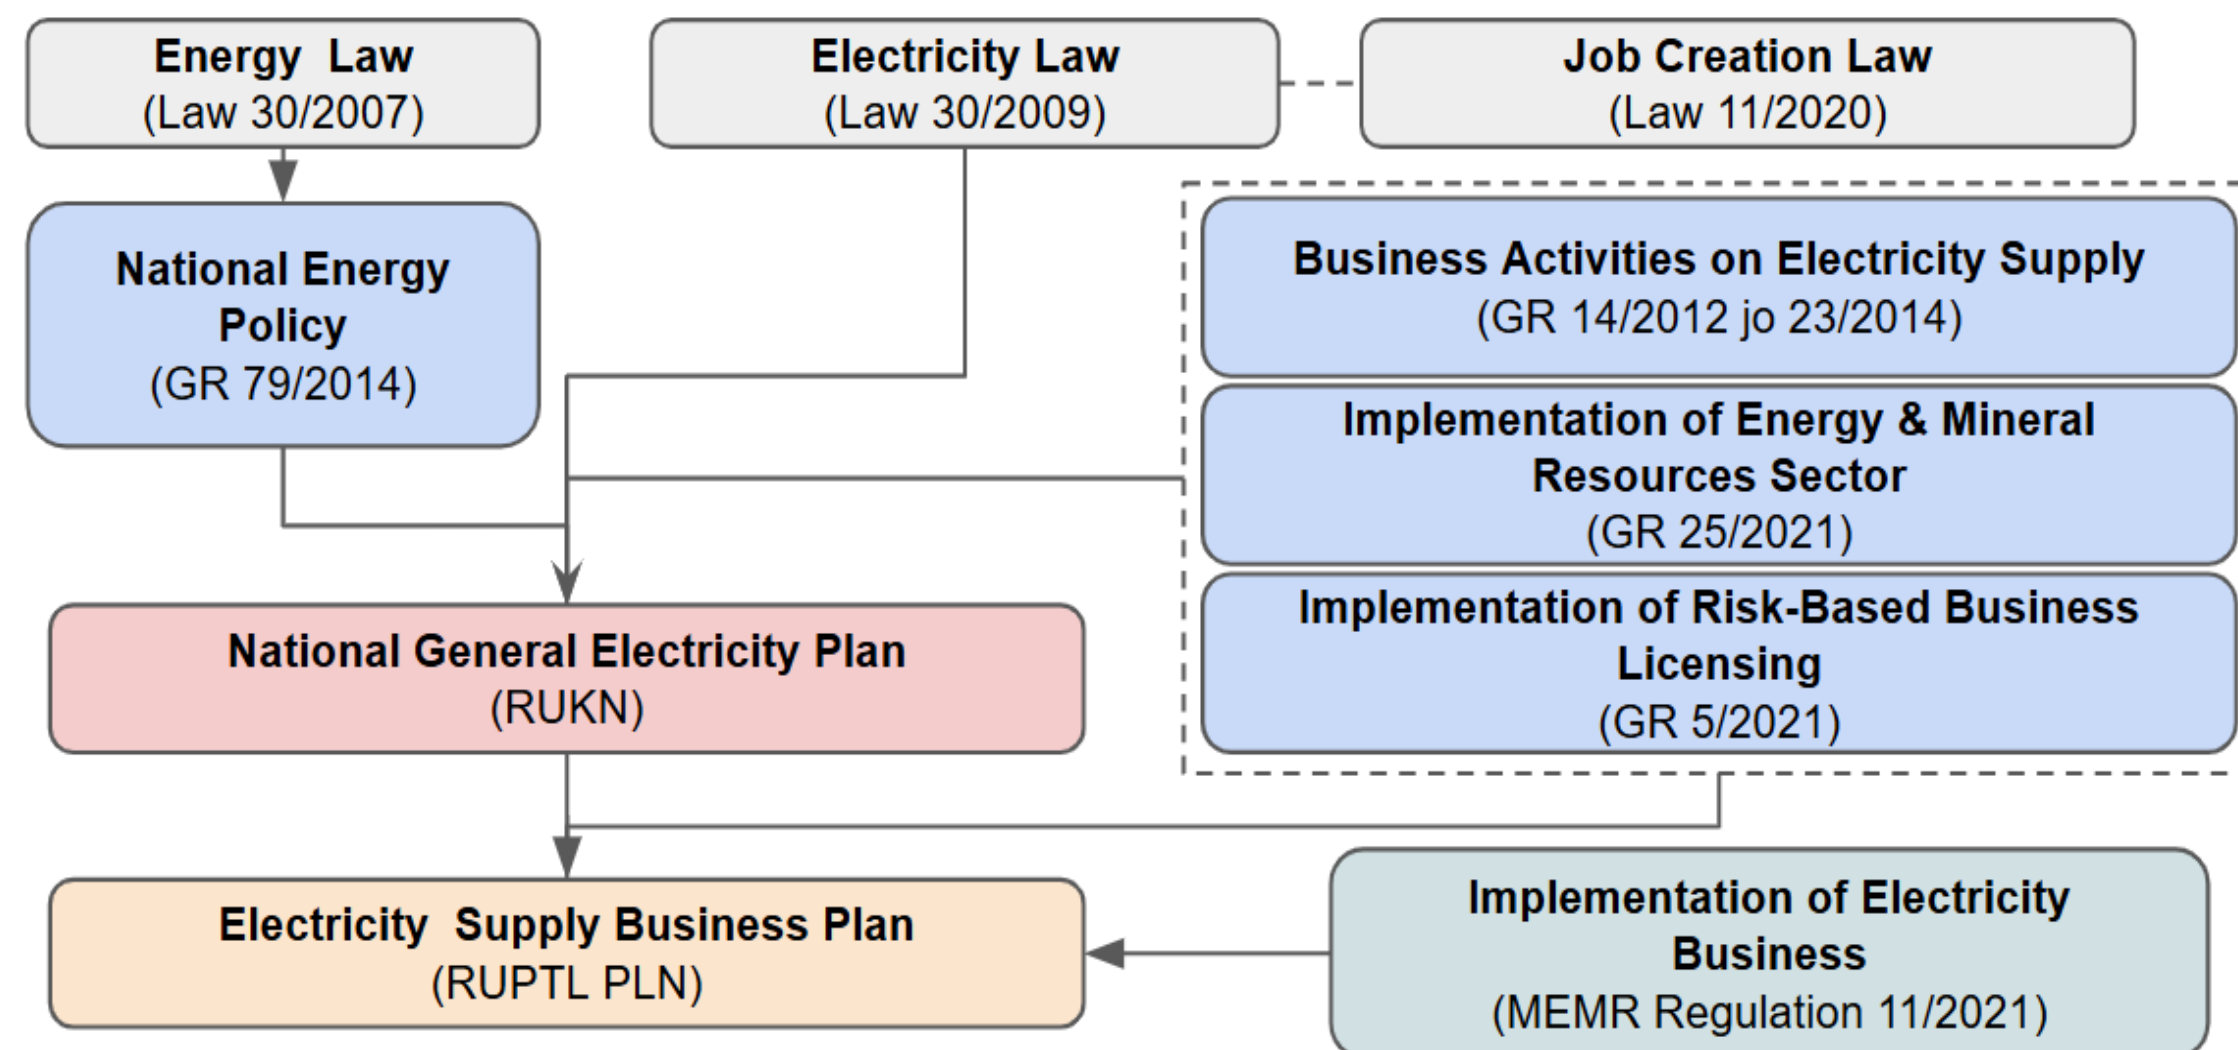 Energy  Law
(Law 30/2007)
Electricity Law
(Law 30/2009)
Job Creation Law
(Law 11/2020)
National Energy
Policy
(GR 79/2014)
Business Activities on Electricity Supply
(GR 14/2012 jo 23/2014)
Implementation of Energy & Mineral
Resources Sector
(GR 25/2021)
Implementation of Risk-Based Business
Licensing
(GR 5/2021)
National General Electricity Plan
(RUKN)
Electricity  Supply Business Plan
(RUPTL PLN)
Implementation of Electricity
Business
(MEMR Regulation 11/2021)